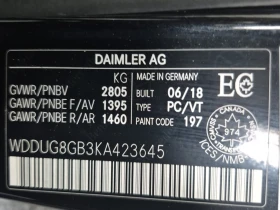 DAIMLER AG
KG MADE IN GERMANY
GVWR/PNBV 2805 BUILT 06/18
GAWR/PNBE F/AV 1395 TYPE PC/VT
GAWR/PNBE R/AR 1460 PAINT CODE 197
EC
CANADA
974
ICES/NMB
WDDUG8GB3KA423645